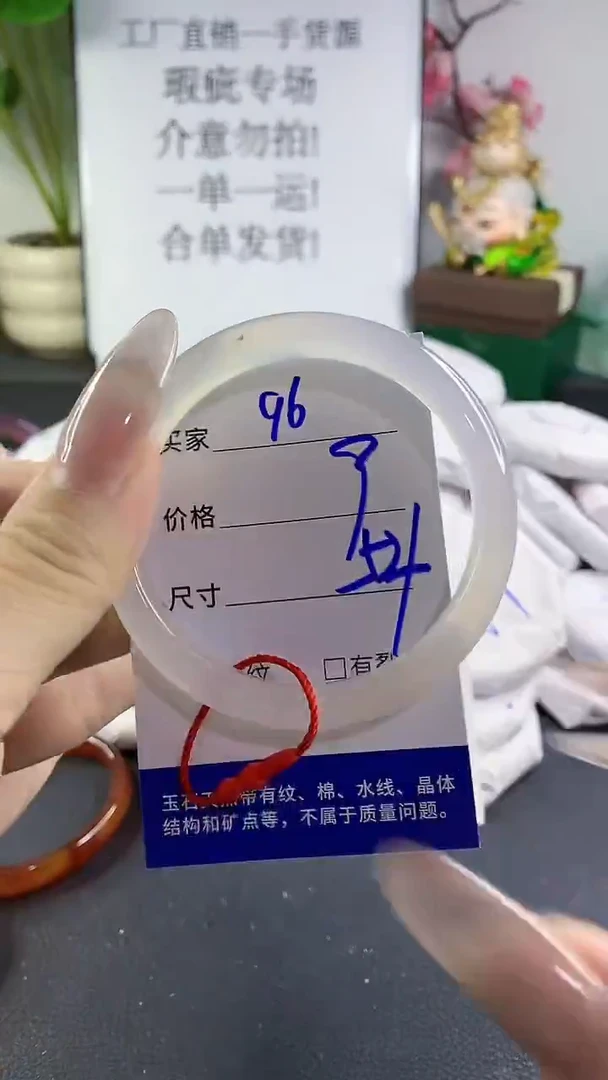 工厂直销一手货源
瑕疵专场
介意勿拍!
一单一运!
合单发货!
买家 96
价格
尺寸 54
纹 □有裂
玉石天然带有纹、棉、水线、晶体
结构和矿点等，不属于质量问题。